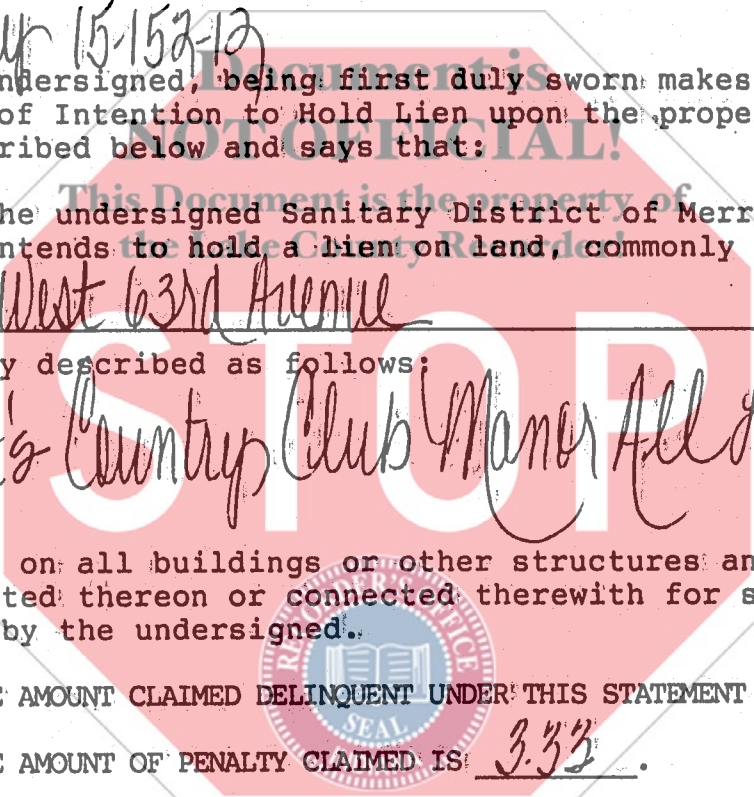 15-152-12
undersigned, being first duly sworn makes
of Intention to Hold Lien upon the prope
ribed below and says that:
Document is
NOT OFFICIAL!
This Document is the property of
the Lake County Recorder!
he undersigned Sanitary District of Merr
ntends to hold a lien on land, commonly
West 63rd Avenue
y described as follows:
's Country Club Manor All
STOP
on all buildings or other structures an
ted thereon or connected therewith for s
by the undersigned.
RECORDER'S OFFICE
SEAL
AMOUNT CLAIMED DELINQUENT UNDER THIS STATEMENT
AMOUNT OF PENALTY CLAIMED IS 3.33.